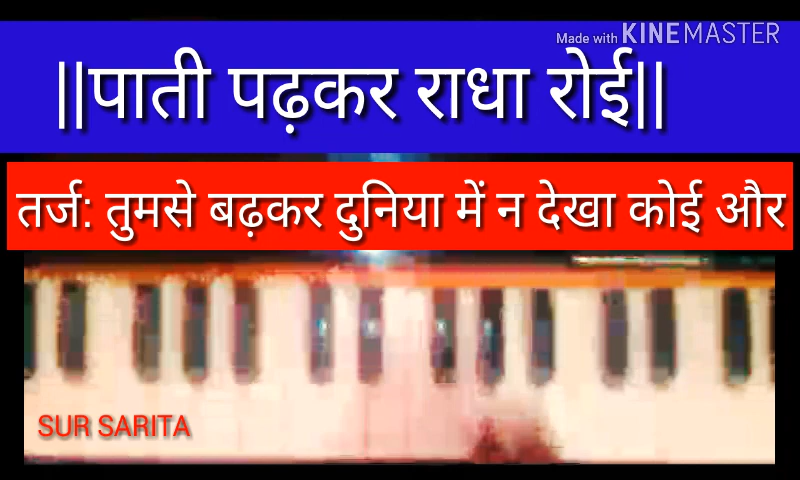 Made with KINEMASTER
||पाती पढ़कर राधा रोई||
तर्ज: तुमसे बढ़कर दुनिया में न देखा कोई और
SUR SARITA